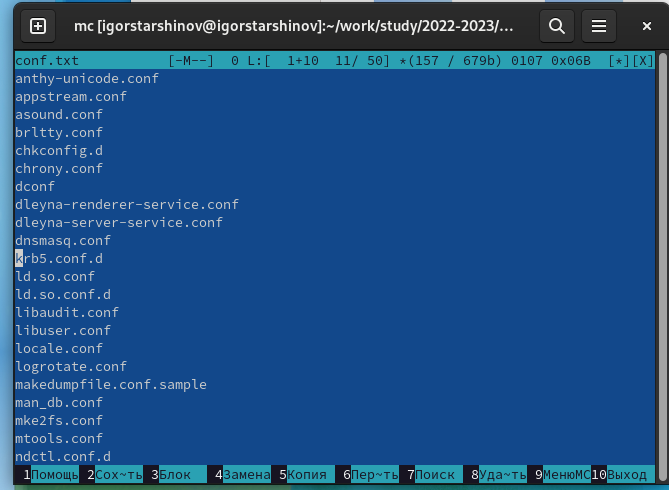 mc [igorstarshinov@igorstarshinov]:~/work/study/2022-2023/...
conf.txt [-M--] 0 L:[ 1+10 11/ 50] *(157 / 679b) 0107 0x06B [*][X]
anthy-unicode.conf
appstream.conf
asound.conf
brltty.conf
chkconfig.d
chrony.conf
dconf
dleyna-renderer-service.conf
dleyna-server-service.conf
dnsmasq.conf
krb5.conf.d
ld.so.conf
ld.so.conf.d
libaudit.conf
libuser.conf
locale.conf
logrotate.conf
makedumpfile.conf.sample
man_db.conf
mke2fs.conf
mtools.conf
ndctl.conf.d
1Помощь 2Сох~ть 3Блок 4Замена 5Копия 6Пер~ть 7Поиск 8Уда~ть 9МенюMC 10Выход